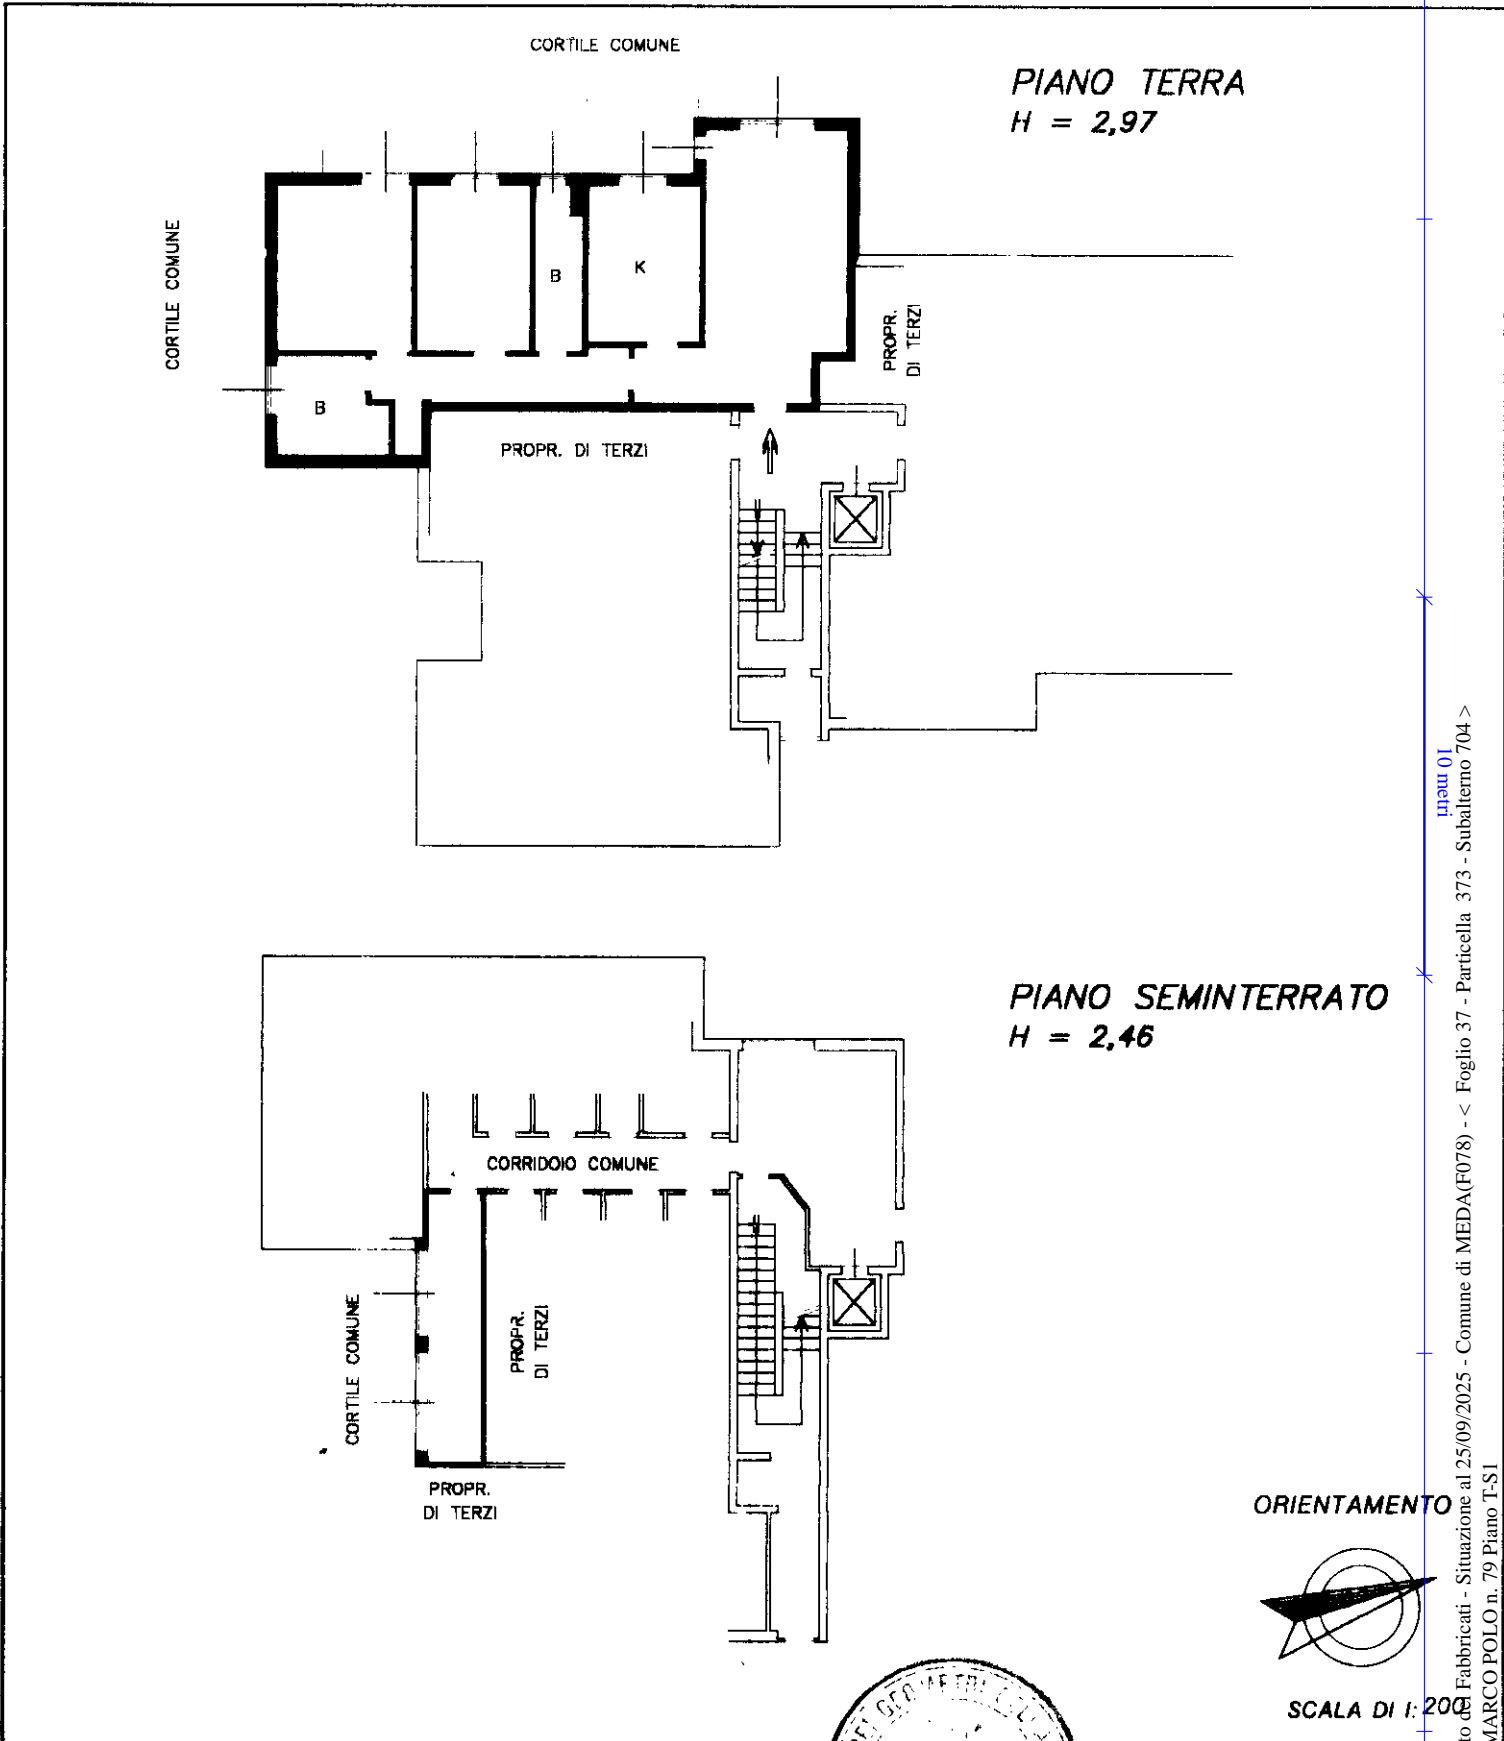 CORTILE COMUNE
PIANO TERRA
H = 2,97
CORTILE COMUNE
B
K
PROPR.
DI TERZI
B
PROPR. DI TERZI
10 metri
PIANO SEMINTERRATO
H = 2,46
CORRIDOIO COMUNE
CORTILE COMUNE
PROPR.
DI TERZI
PROPR.
DI TERZI
ORIENTAMENTO
SCALA DI 1: 200
Fabbricati - Situazione al 25/09/2025 - Comune di MEDA(F078) - < Foglio 37 - Particella 373 - Subalterno 704 >
MARCO POLO n. 79 Piano T-S1